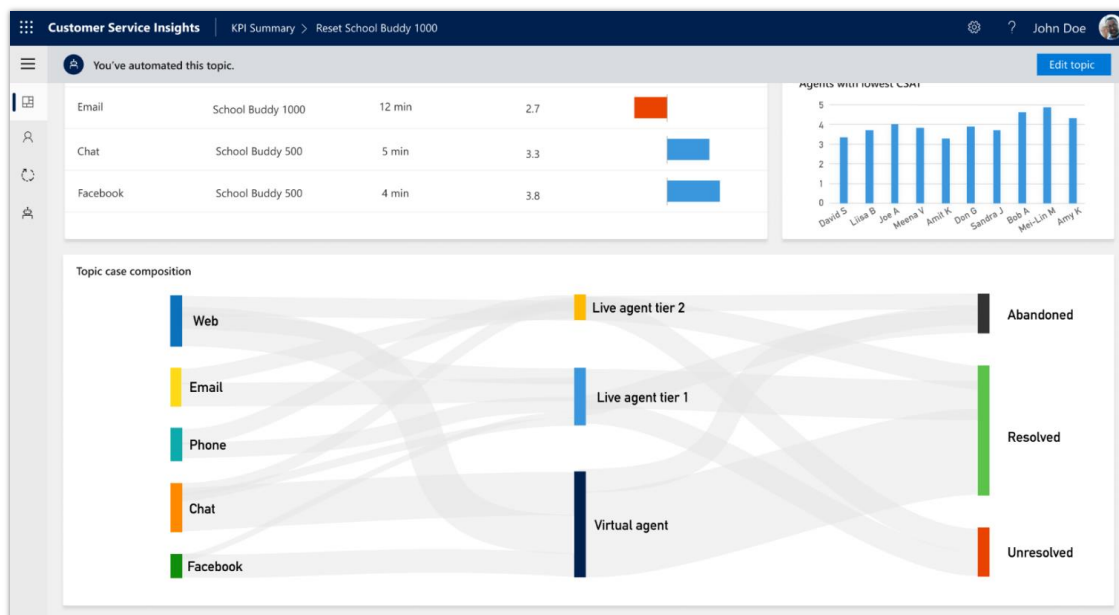 Customer Service Insights KPI Summary > Reset School Buddy 1000 ? John Doe
You've automated this topic. Edit topic
Agents with lowest CSAT
Email School Buddy 1000 12 min 2.7
Chat School Buddy 500 5 min 3.3
Facebook School Buddy 500 4 min 3.8
5
4
3
2
1
0
David S Liisa B Joe A Meena V Amit K Don G Sandra J Bob A Mei-Lin M Amy K
Topic case composition
Web
Email
Phone
Chat
Facebook
Live agent tier 2
Live agent tier 1
Virtual agent
Abandoned
Resolved
Unresolved